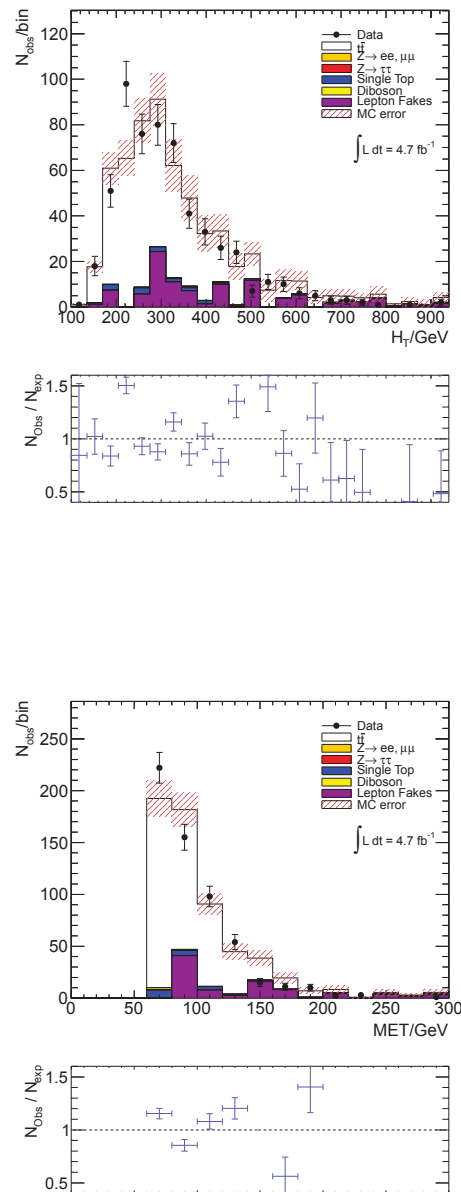 N_obs/bin
120
100
80
60
40
20
0
Data
tt̄
Z→ ee, μμ
Z→ ττ
Single Top
Diboson
Lepton Fakes
MC error
∫ L dt = 4.7 fb⁻¹
100 200 300 400 500 600 700 800 900
H_T/GeV
N_Obs / N_exp
1.5
1
0.5
N_obs/bin
250
200
150
100
50
0
Data
tt̄
Z→ ee, μμ
Z→ ττ
Single Top
Diboson
Lepton Fakes
MC error
∫ L dt = 4.7 fb⁻¹
0 50 100 150 200 250 300
MET/GeV
N_Obs / N_exp
1.5
1
0.5